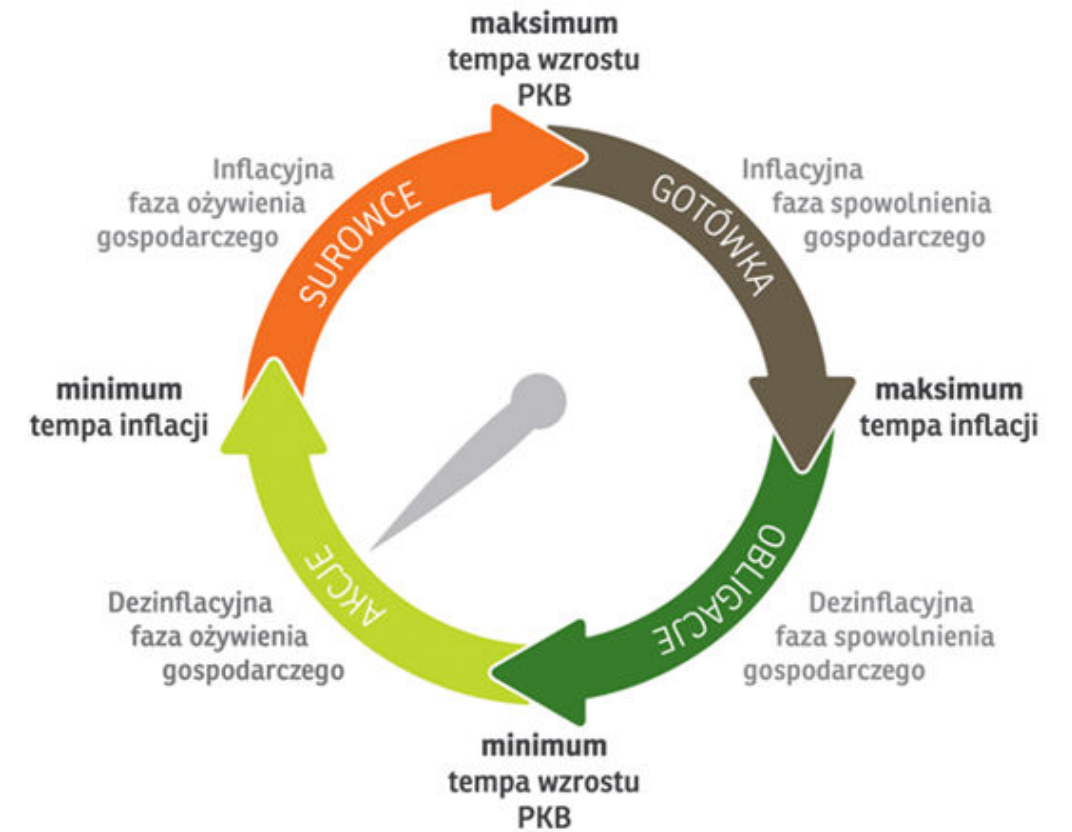 maksimum
tempa wzrostu
PKB
Inflacyjna
faza ożywienia
gospodarczego
SUROWCE
GOTÓWKA
Inflacyjna
faza spowolnienia
gospodarczego
minimum
tempa inflacji
maksimum
tempa inflacji
Dezinflacyjna
faza ożywienia
gospodarczego
AKCJE
OBLIGACJE
Dezinflacyjna
faza spowolnienia
gospodarczego
minimum
tempa wzrostu
PKB